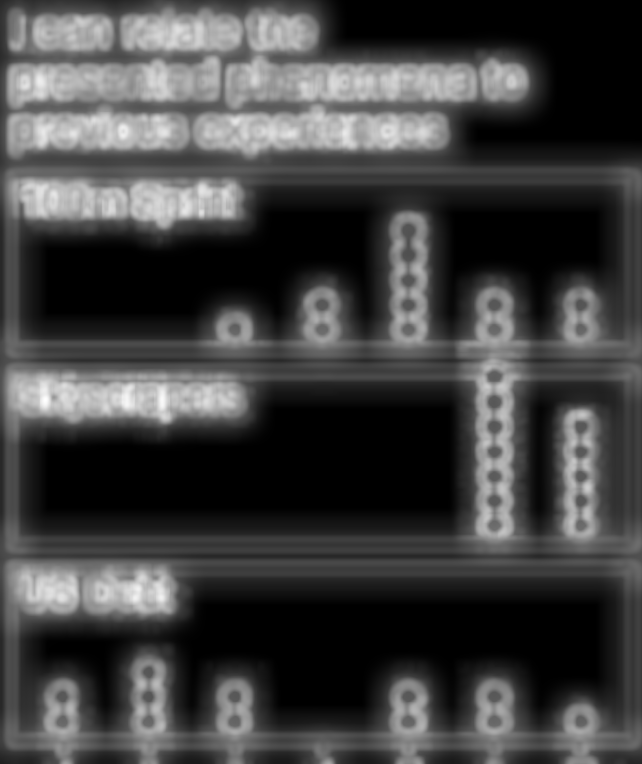 I can relate the
presented phenomena to
previous experiences
100m Sprint
Skyscrapers
US Debt